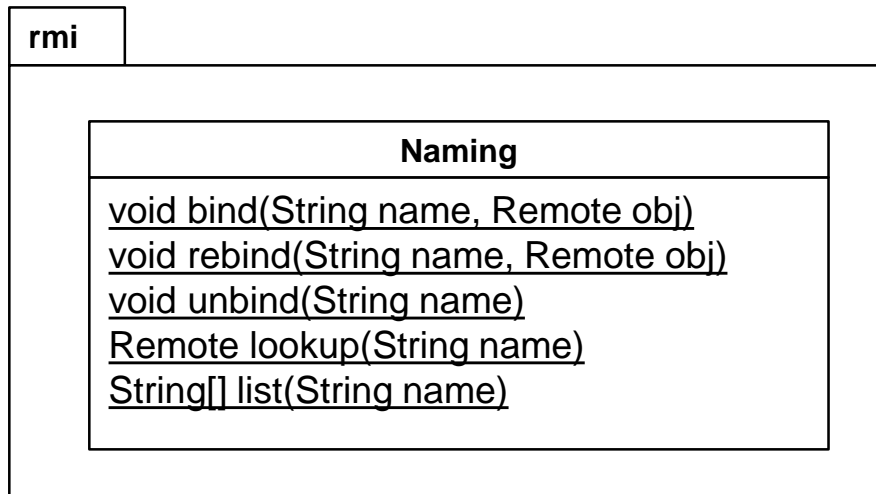 rmi
Naming
void bind(String name, Remote obj)
void rebind(String name, Remote obj)
void unbind(String name)
Remote lookup(String name)
String[] list(String name)